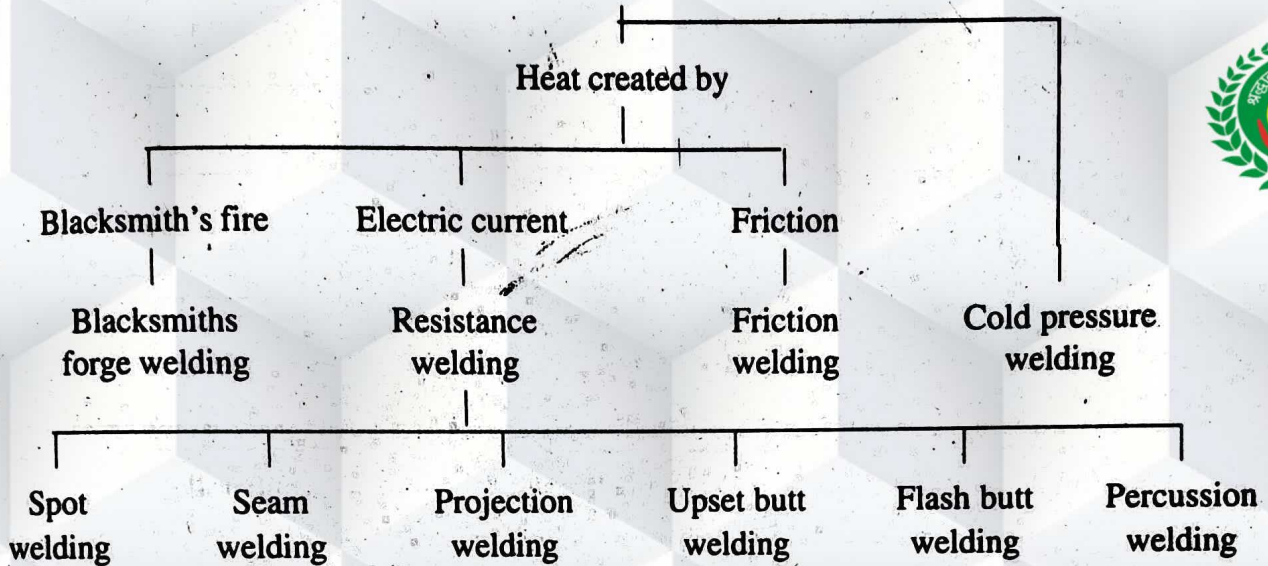 Heat created by
Blacksmith's fire Electric current Friction
Blacksmiths
forge welding
Resistance
welding
Friction
welding
Cold pressure
welding
Spot
welding
Seam
welding
Projection
welding
Upset butt
welding
Flash butt
welding
Percussion
welding